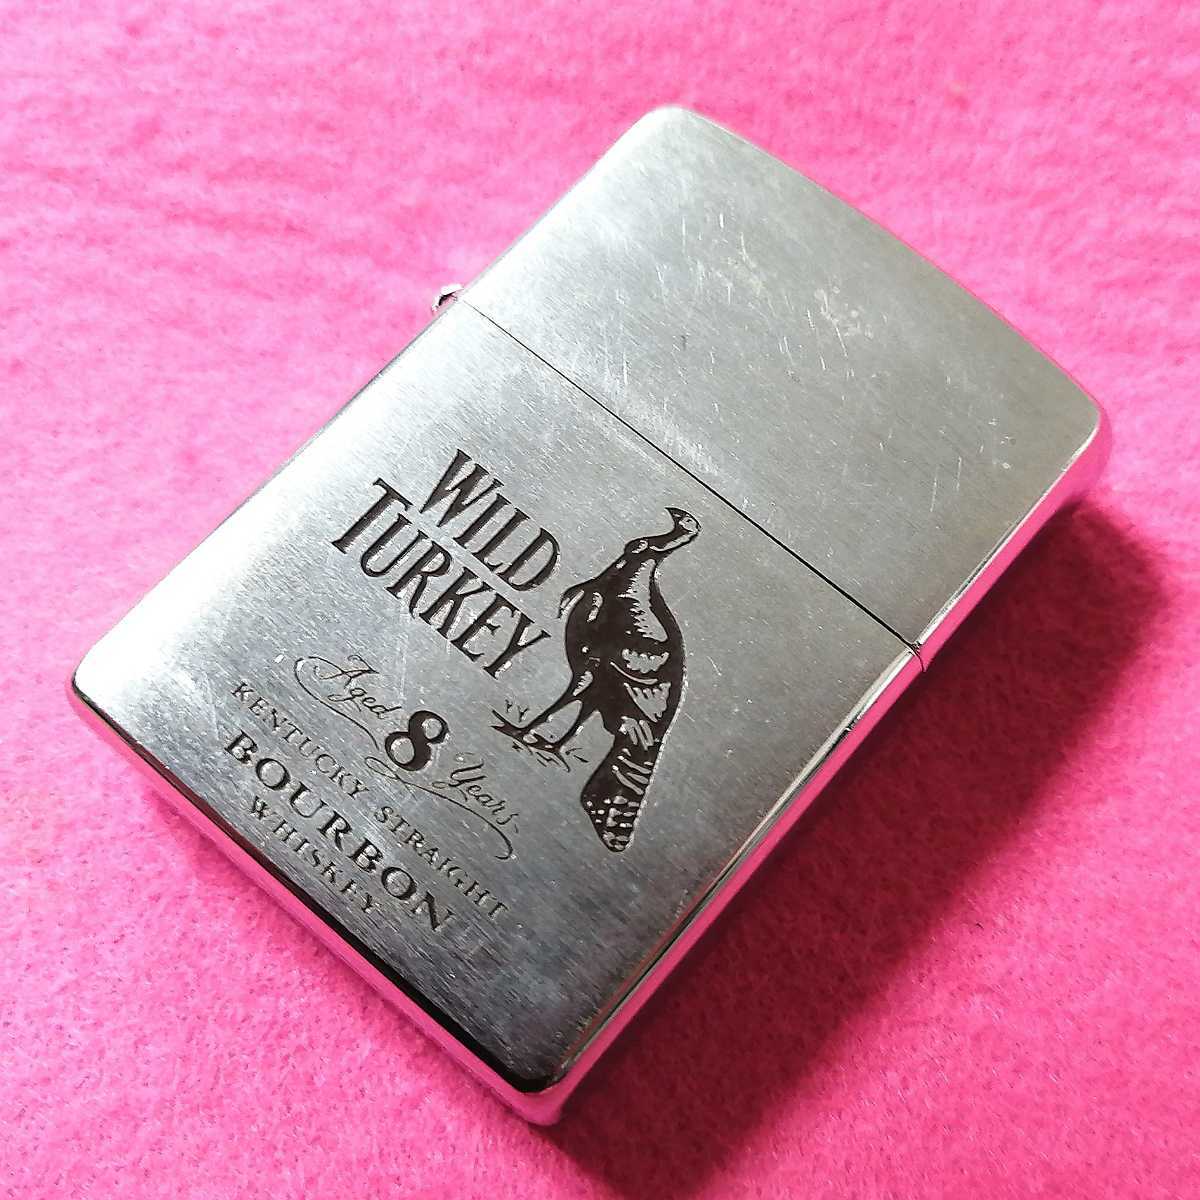 WILD
TURKEY
Aged 8 Years
KENTUCKY STRAIGHT
BOURBON
WHISKEY